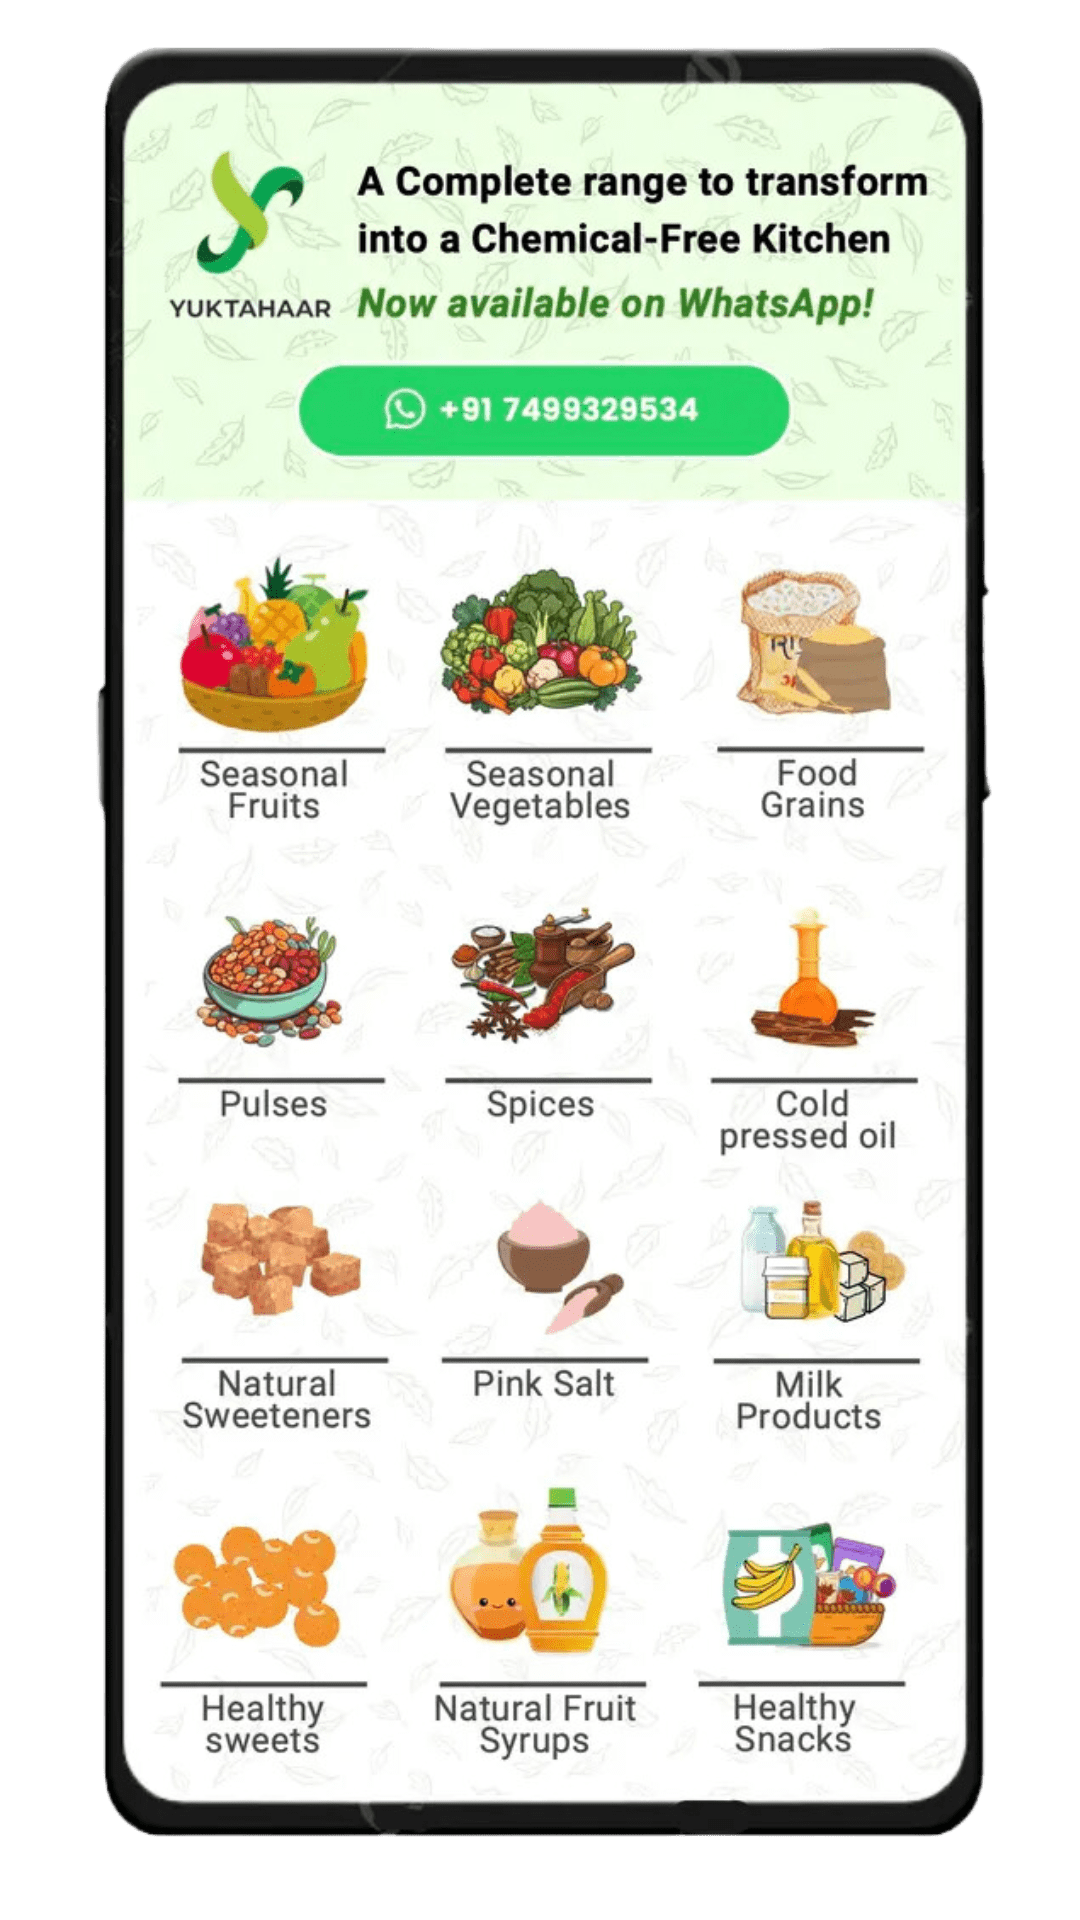 YUKTAHAAR
A Complete range to transform
into a Chemical-Free Kitchen
Now available on WhatsApp!
+91 7499329534
Seasonal
Fruits
Seasonal
Vegetables
Food
Grains
Pulses
Spices
Cold
pressed oil
Natural
Sweeteners
Pink Salt
Milk
Products
Healthy
sweets
Natural Fruit
Syrups
Healthy
Snacks